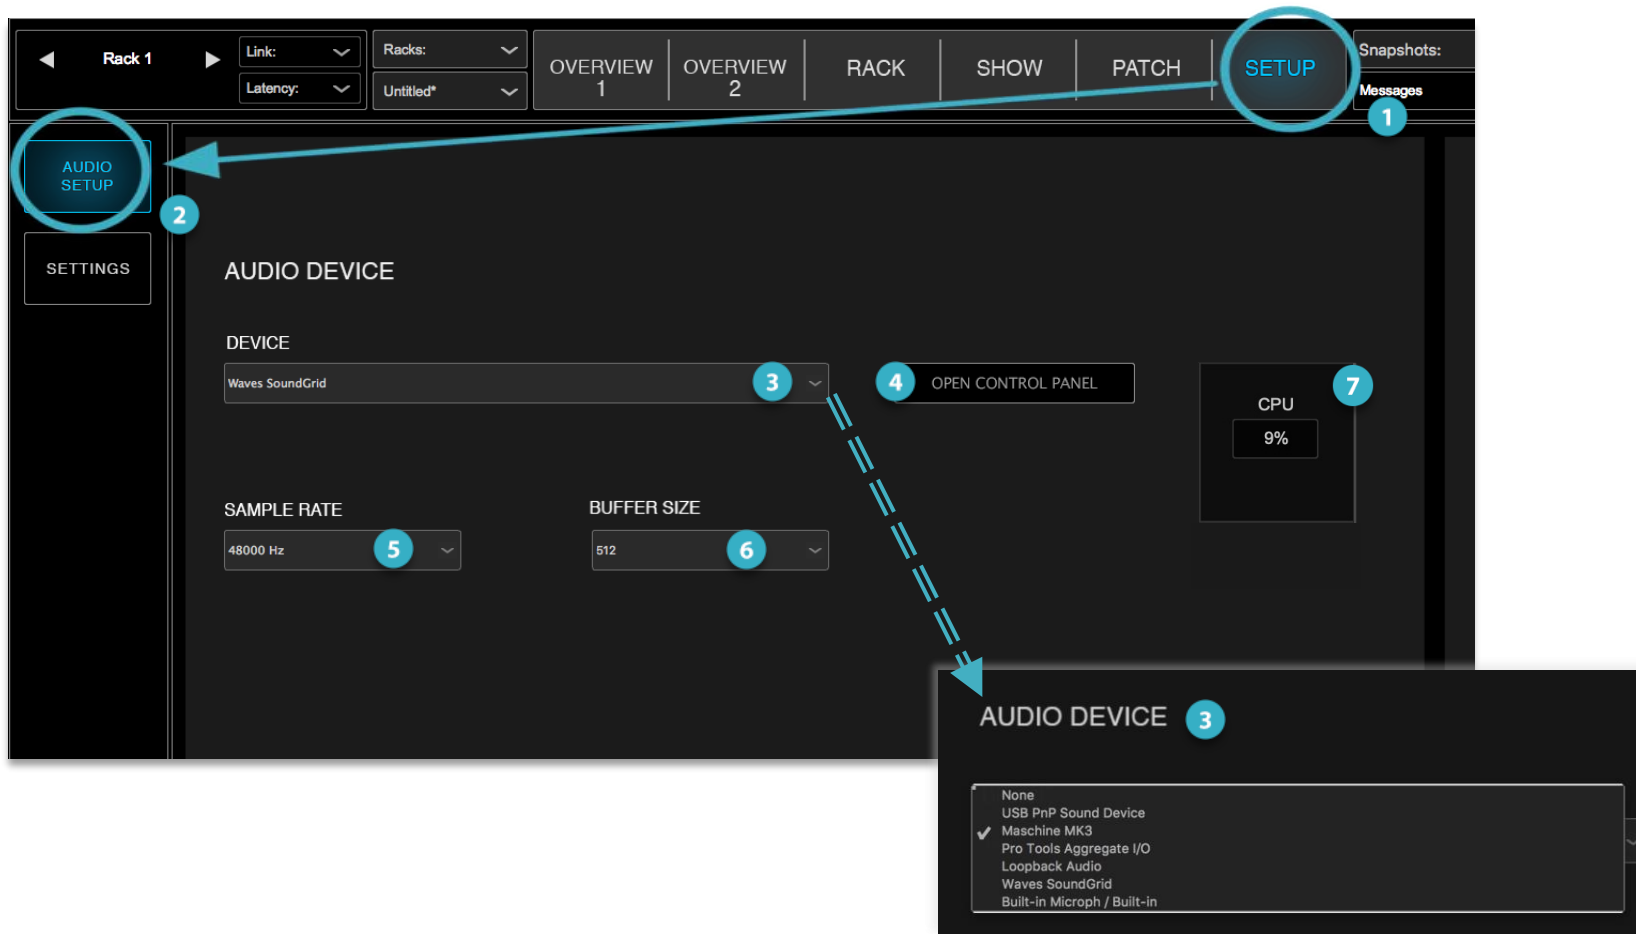 Rack 1
Link:
Racks:
Latency:
Untitled*
OVERVIEW
1
OVERVIEW
2
RACK
SHOW
PATCH
SETUP
Snapshots:
Messages
1
AUDIO
SETUP
2
SETTINGS
AUDIO DEVICE
DEVICE
Waves SoundGrid
3
4
OPEN CONTROL PANEL
7
CPU
9%
SAMPLE RATE
48000 Hz
5
BUFFER SIZE
512
6
AUDIO DEVICE
3
None
USB PnP Sound Device
✔ Maschine MK3
Pro Tools Aggregate I/O
Loopback Audio
Waves SoundGrid
Built-in Microph / Built-in